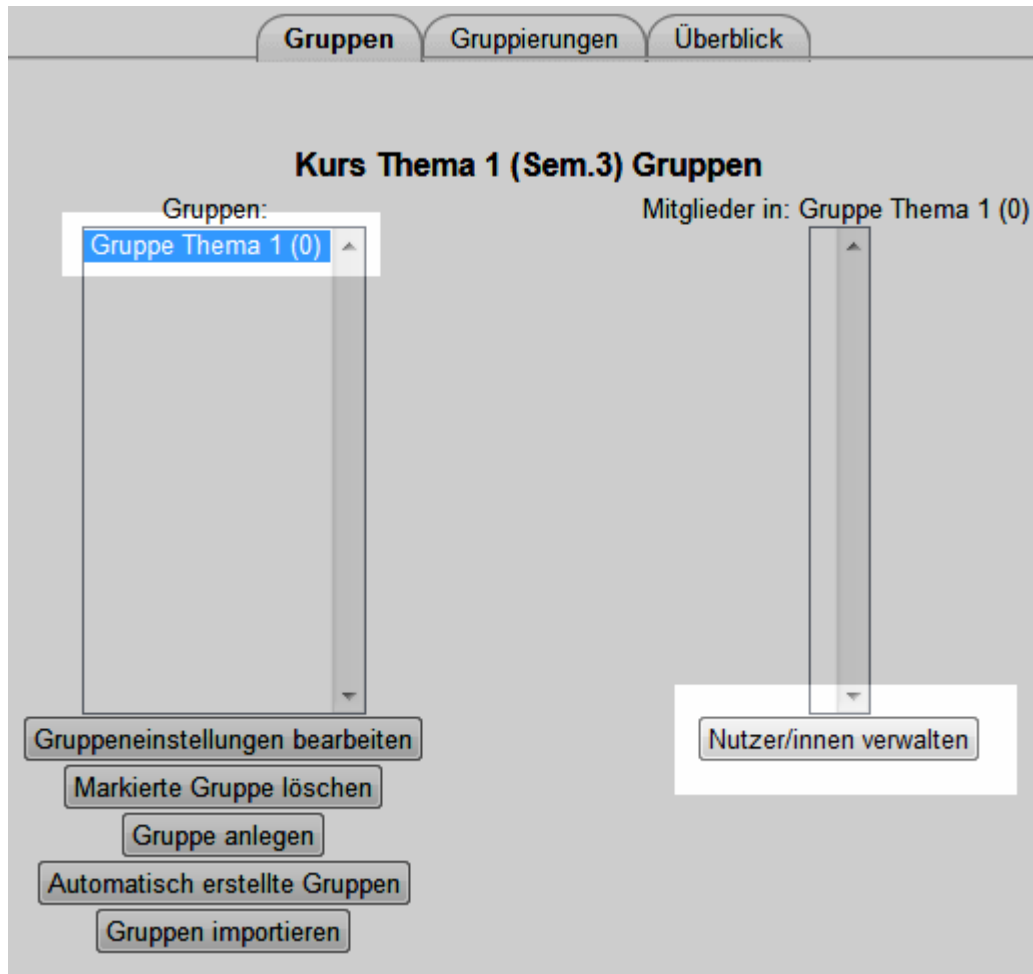 Gruppen Gruppierungen Überblick
Kurs Thema 1 (Sem.3) Gruppen
Gruppen:
Gruppe Thema 1 (0)
Gruppeneinstellungen bearbeiten
Markierte Gruppe löschen
Gruppe anlegen
Automatisch erstellte Gruppen
Gruppen importieren
Mitglieder in: Gruppe Thema 1 (0)
Nutzer/innen verwalten